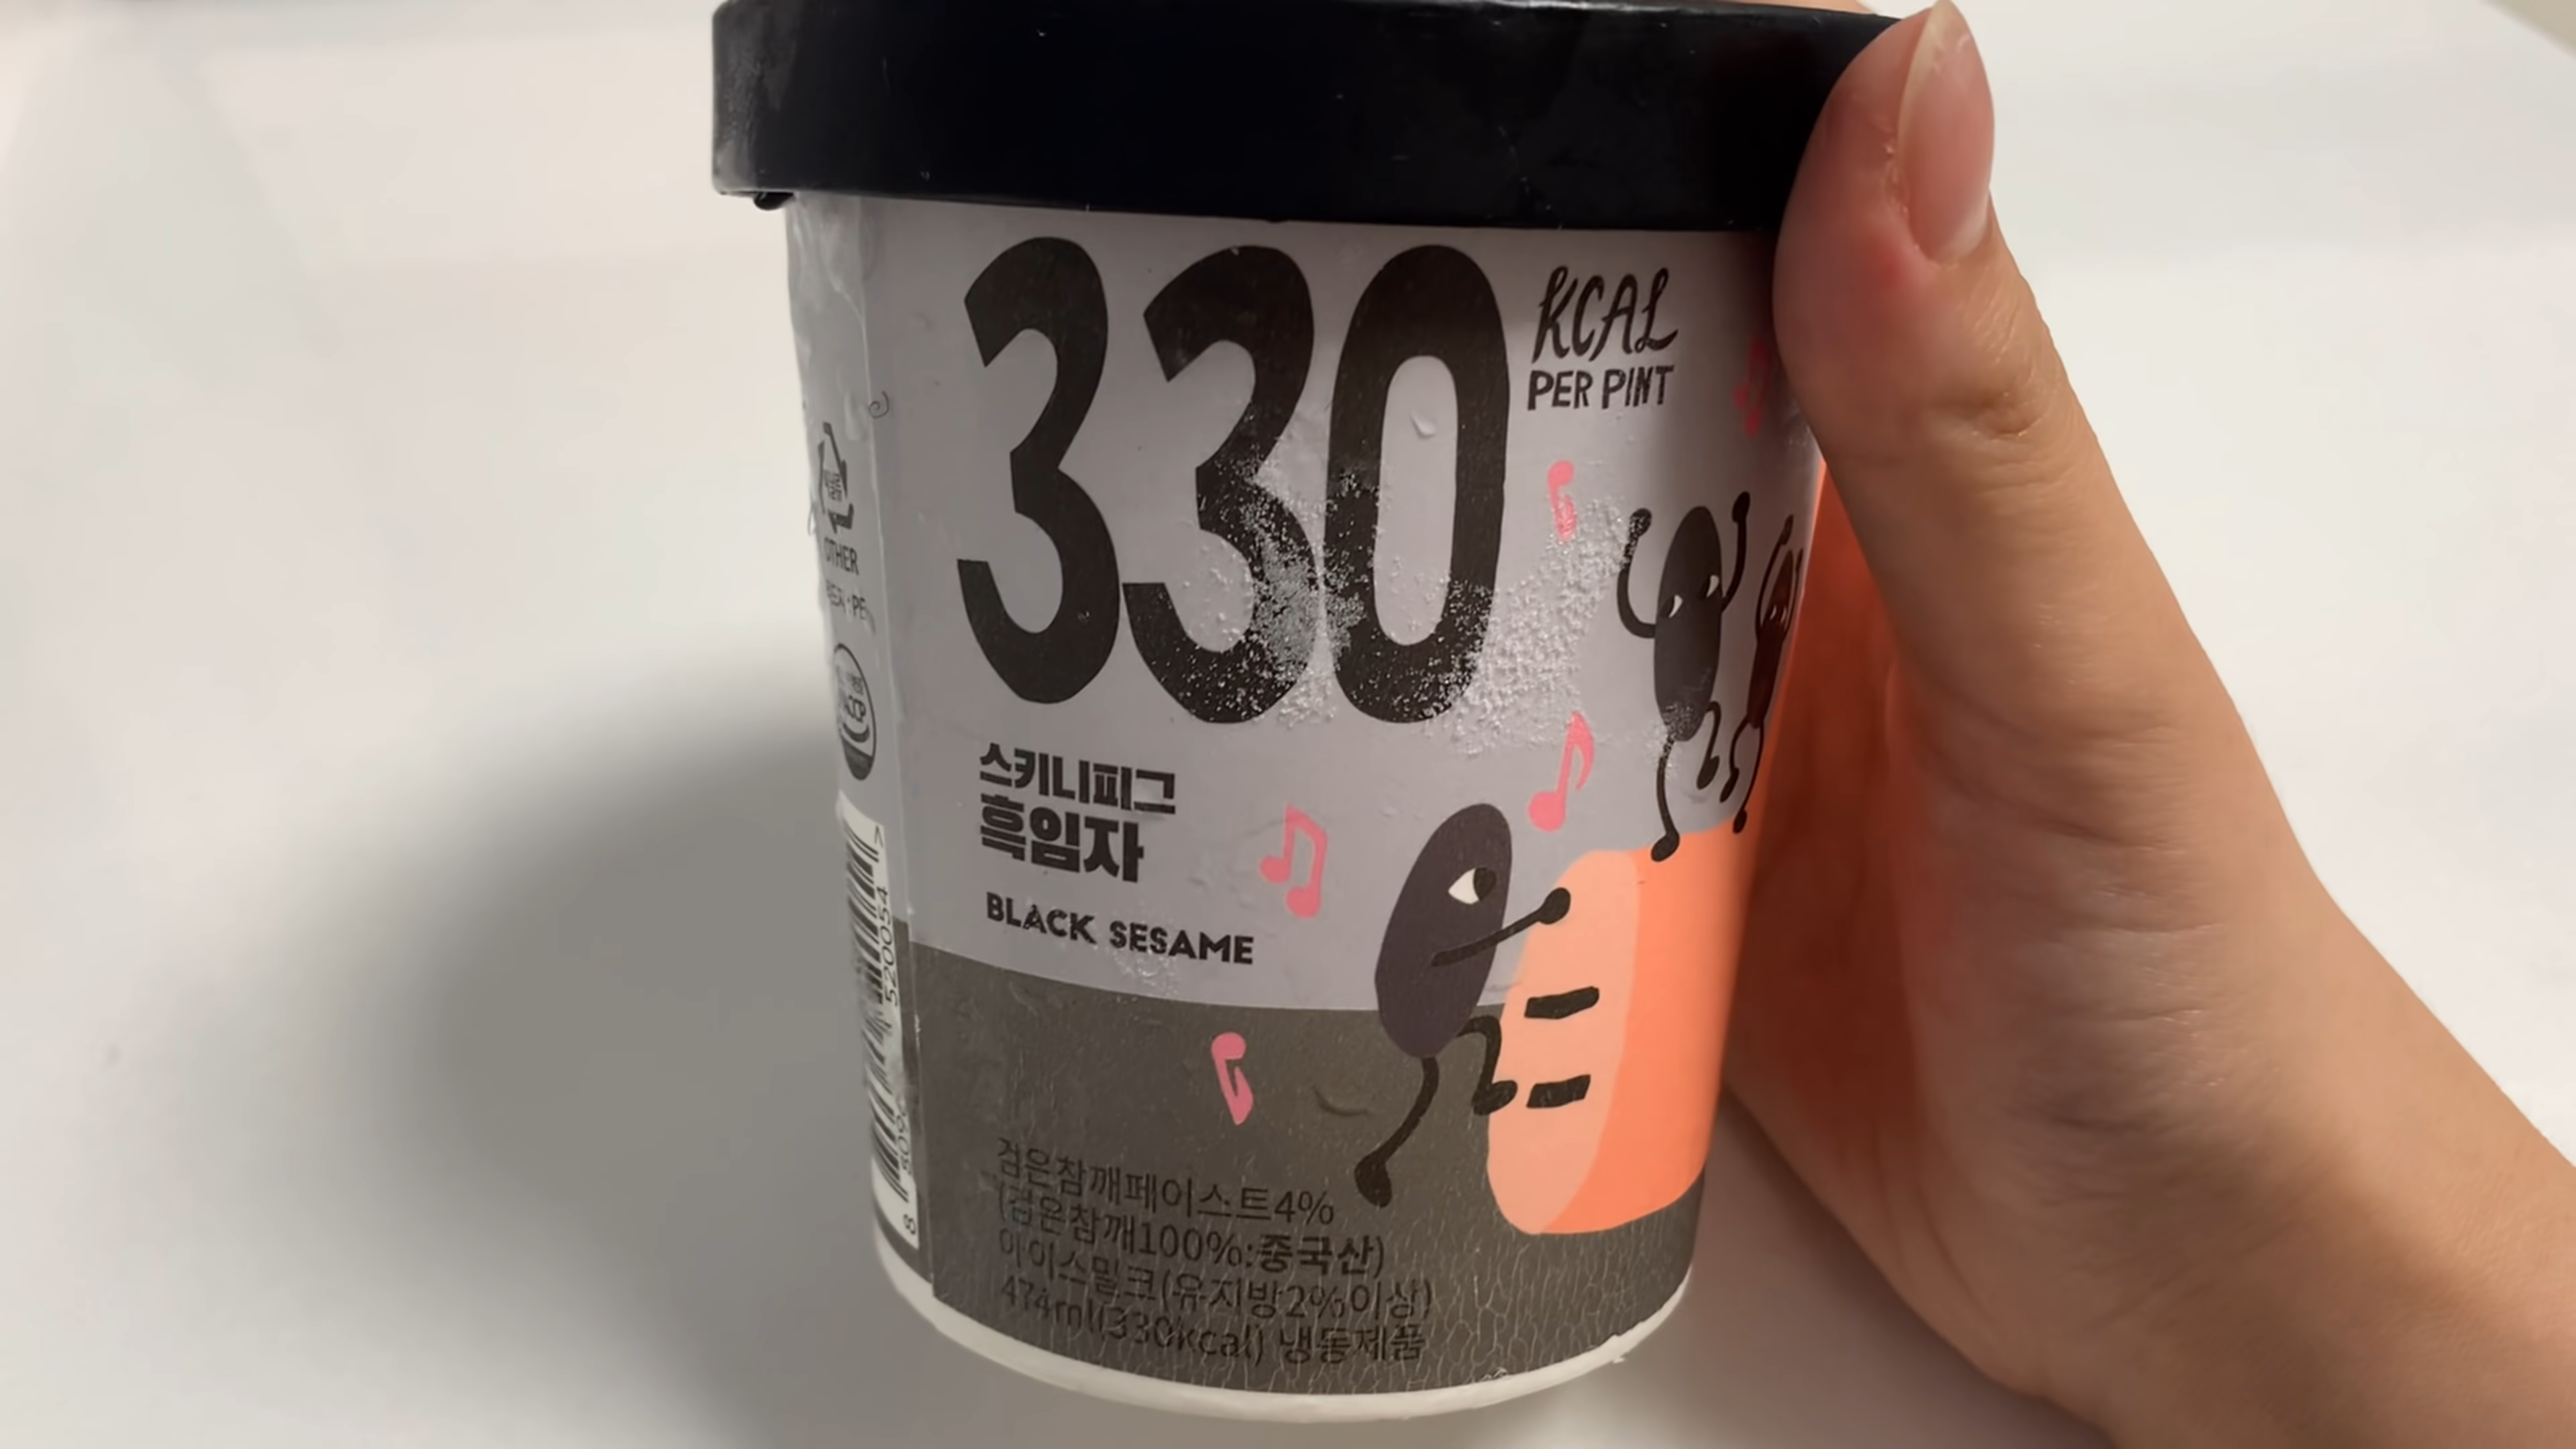 330
KCAL
PER PINT
스키니피그
흑임자
BLACK SESAME
검은참깨페이스트4%
(검은참깨100%:중국산)
아이스밀크(유지방2%이상)
474ml(330kcal) 냉동제품
OTHER
HACCP
5200054